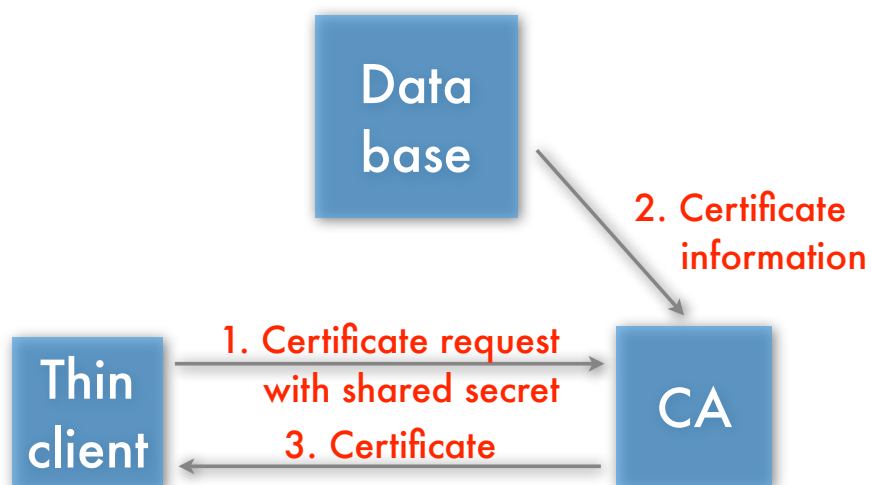 Data
base
2. Certificate
information
1. Certificate request
with shared secret
Thin
client
CA
3. Certificate